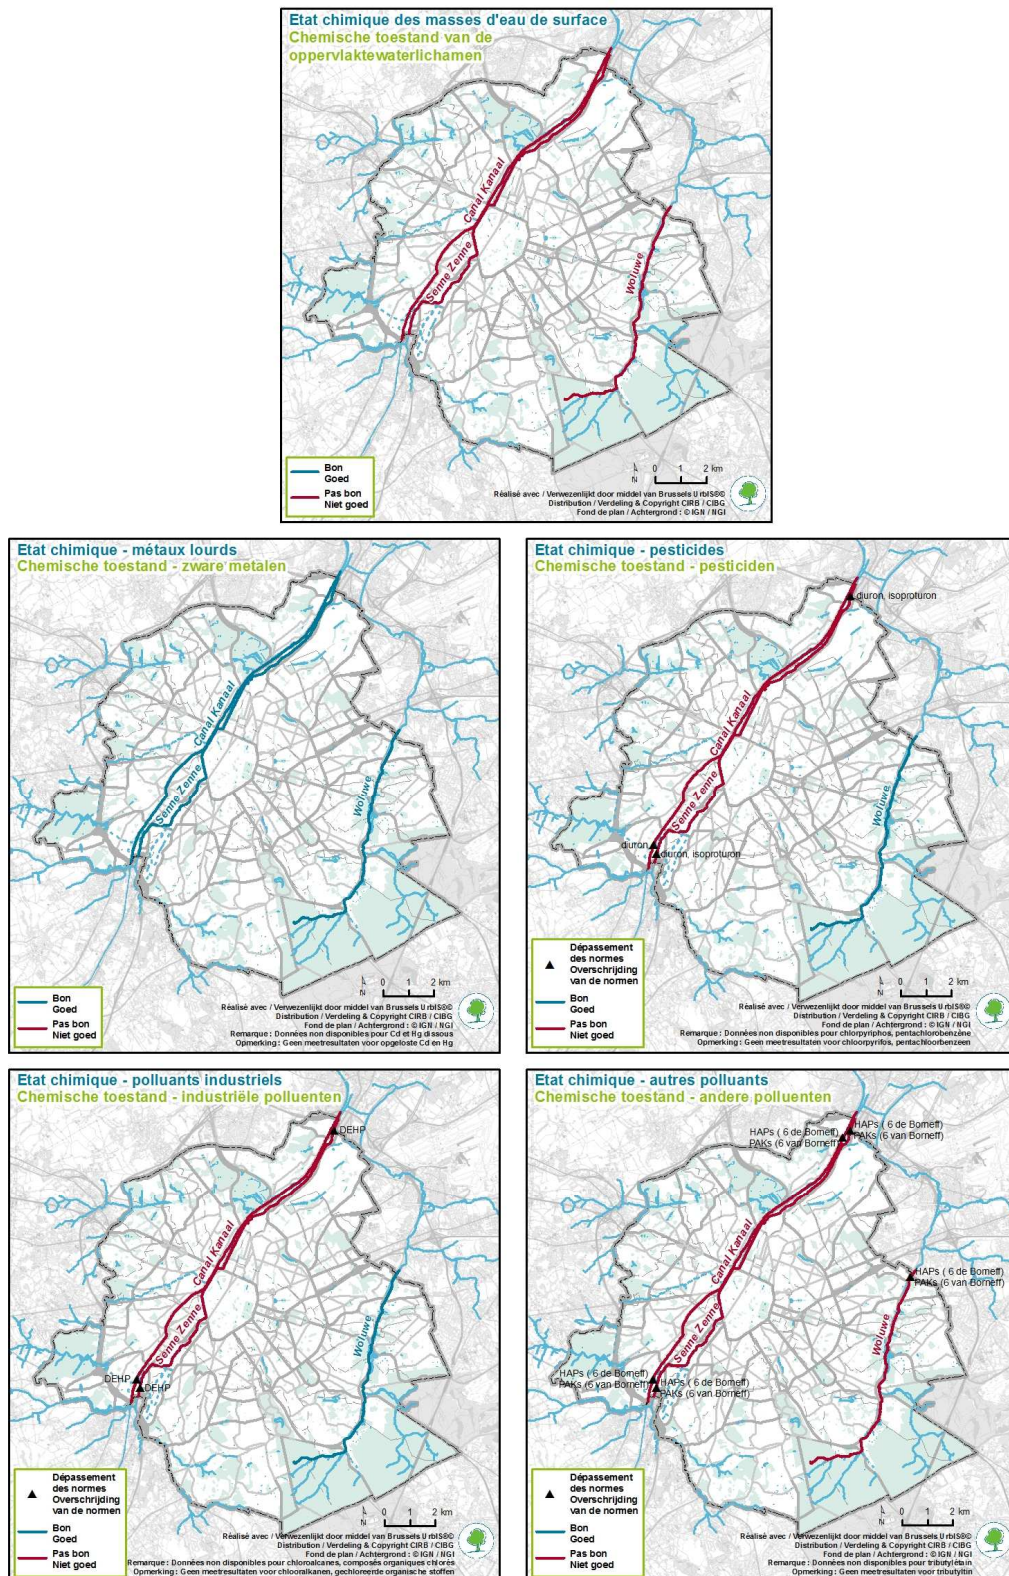 Etat chimique des masses d'eau de surface
Chemische toestand van de
oppervlaktewaterlichamen
Canal Kanaal
Senne Zenne
Woluwe
Bon
Goed
Pas bon
Niet goed
N
0 1 2 km
Réalisé avec / Verwezenlijkt door middel van Brussels UrbIS®©
Distribution / Verdeling & Copyright CIRB / CIBG
Fond de plan / Achtergrond : © IGN / NGI
Etat chimique - métaux lourds
Chemische toestand - zware metalen
Canal Kanaal
Senne Zenne
Woluwe
Bon
Goed
Pas bon
Niet goed
N
0 1 2 km
Réalisé avec / Verwezenlijkt door middel van Brussels UrbIS®©
Distribution / Verdeling & Copyright CIRB / CIBG
Fond de plan / Achtergrond : © IGN / NGI
Remarque : Données non disponibles pour Cd et Hg dissous
Opmerking : Geen meetresultaten voor opgeloste Cd en Hg
Etat chimique - pesticides
Chemische toestand - pesticiden
diuron, isoproturon
Canal Kanaal
Senne Zenne
Woluwe
diuron
diuron, isoproturon
Dépassement
des normes
Overschrijding
van de normen
Bon
Goed
Pas bon
Niet goed
N
0 1 2 km
Réalisé avec / Verwezenlijkt door middel van Brussels UrbIS®©
Distribution / Verdeling & Copyright CIRB / CIBG
Fond de plan / Achtergrond : © IGN / NGI
Remarque : Données non disponibles pour chlorpyriphos, pentachlorobenzène
Opmerking : Geen meetresultaten voor chloorpyrifos, pentachloorbenzeen
Etat chimique - polluants industriels
Chemische toestand - industriële polluenten
DEHP
Canal Kanaal
Senne Zenne
Woluwe
DEHP
DEHP
Dépassement
des normes
Overschrijding
van de normen
Bon
Goed
Pas bon
Niet goed
N
0 1 2 km
Réalisé avec / Verwezenlijkt door middel van Brussels UrbIS®©
Distribution / Verdeling & Copyright CIRB / CIBG
Fond de plan / Achtergrond : © IGN / NGI
Remarque : Données non disponibles pour chloroalcanes, composés organiques chlorés
Opmerking : Geen meetresultaten voor chlooralkanen, gechloreerde organische stoffen
Etat chimique - autres polluants
Chemische toestand - andere polluenten
HAPs ( 6 de Borneff)
PAKs (6 van Borneff)
HAPs ( 6 de Borneff)
PAKs (6 van Borneff)
Canal Kanaal
HAPs ( 6 de Borneff)
PAKs (6 van Borneff)
Senne Zenne
Woluwe
HAPs ( 6 de Borneff)
PAKs (6 van Borneff)
HAPs ( 6 de Borneff)
PAKs (6 van Borneff)
Dépassement
des normes
Overschrijding
van de normen
Bon
Goed
Pas bon
Niet goed
N
0 1 2 km
Réalisé avec / Verwezenlijkt door middel van Brussels UrbIS®©
Distribution / Verdeling & Copyright CIRB / CIBG
Fond de plan / Achtergrond : © IGN / NGI
Remarque : Données non disponibles pour tributylétain
Opmerking : Geen meetresultaten voor tributyltin